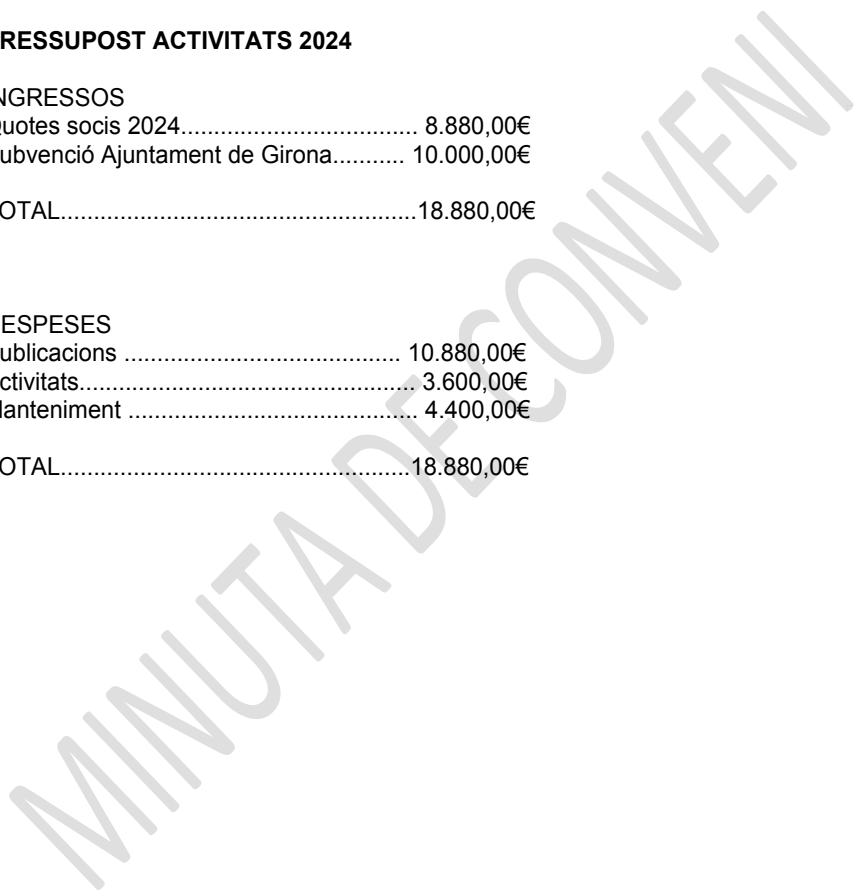 RESSUPOST ACTIVITATS 2024
NGRESSOS
uotes socis 2024.................................... 8.880,00€
ubvenció Ajuntament de Girona........... 10.000,00€
OTAL......................................................18.880,00€
ESPESES
ublicacions .......................................... 10.880,00€
ctivitats................................................... 3.600,00€
anteniment ............................................ 4.400,00€
OTAL.....................................................18.880,00€
MINUTA DE CONVENI